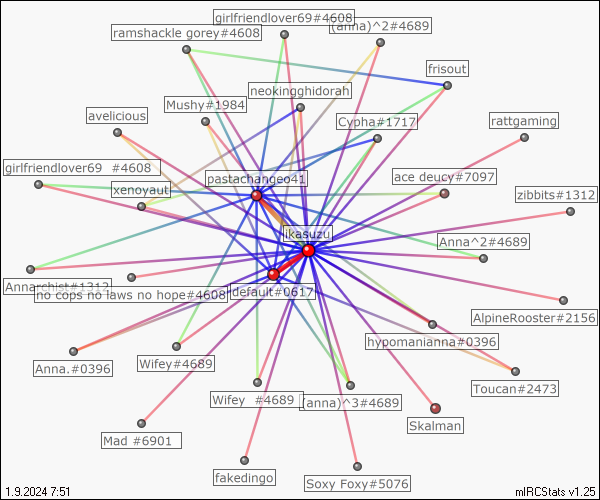 girlfriendlover69#4608
(anna)^2#4689
ramshackle gorey#4608
frisout
neokingghidorah
Mushy#1984
avelicious
Cypha#1717
rattgaming
girlfriendlover69  #4608
pastachangeo41
ace deucy#7097
xenoyaut
zibbits#1312
ikasuzu
Anna^2#4689
Annarchist#1312
no cops no laws no hope#4608
default#0617
AlpineRooster#2156
hypomanianna#0396
Anna.#0396
Wifey#4689
Toucan#2473
Wifey  #4689
(anna)^3#4689
Skalman
Mad #6901
fakedingo
Soxy Foxy#5076
1.9.2024 7:51
mIRCStats v1.25